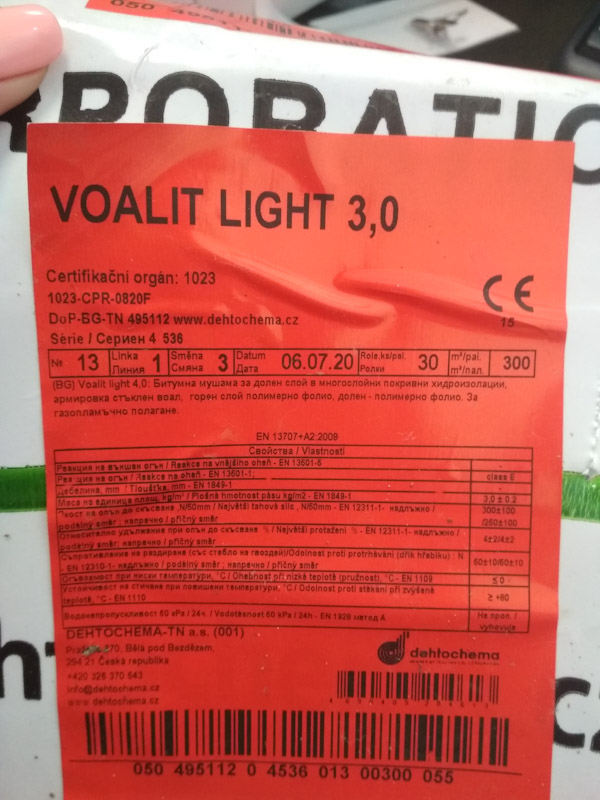 050 4951
RPORATIO
VOALIT LIGHT 3,0
Certifikační orgán: 1023
1023-CPR-0820F
CE
DoP-BG-TN 495112 www.dehtochema.cz
15
Série / Сериен 4 536
№ 13 Linka Линия 1 Směna Смяна 3 Datum Дата 06.07.20 Role.ks/pal. Ролки 30 m²/pal. м²/пал. 300
(BG) Voalit light 4,0: Битумна мушама за долен слой в многослойни покривни хидроизолации,
армировка стъклен воал, горен слой полимерно фолио, долен - полимерно фолио. За
газопламъчно полагане.
EN 13707+A2:2009
Свойства / Vlastnosti
Реакция на външен огън / Reakce na vnějšího oheň - EN 13501-5 -
Реакция на огън / Reakce na oheň - EN 13501-1; class E
Дебелина, mm / Tloušťka, mm - EN 1849-1 3,0 ± 0.2
Маса на единица площ, kg/m² / Plošná hmotnost pásu kg/m2 - EN 1849-1
Якост на опън до скъсване ,N/50mm / Největší tahová síla , N/50mm - EN 12311-1- надлъжно / 300±100
podélný směr ; напречно / příčný směr /250±100
Относително удължение при опън до скъсване % / Největší protažení % - EN 12311-1- надлъжно /
podélný směr; напречно / příčný směr 4±2/4±2
Съпротивление на раздиране (със стебло на гвоздей)/Odolnost proti protrhávání (dřík hřebíku) : N
- EN 12310-1- надлъжно / podélný směr ; напречно / příčný směr 60±10/60±10
Огъваемост при ниски температури, °C / Ohebnost při nízké teplotě (pružnost), °C - EN 1109 ≤ 0
Устойчивост на стичане при повишени температури, °C / Odolnost proti stékání při zvýšené
teplotě, °C - EN 1110 ≥ +80
Водонепропускливост 60 кPa / 24ч. / Vodotěsnost 60 kPa / 24h - EN 1928 метод A На проп. / vyhovuje
DEHTOCHEMA-TN a.s. (001)
270, Bělá pod Bezdězem,
294 21 Česká republika
+420 326 370 643
info@dehtochema.cz
www.dehtochema.cz
dehtochema
050 495112 0 4536 013 00300 055